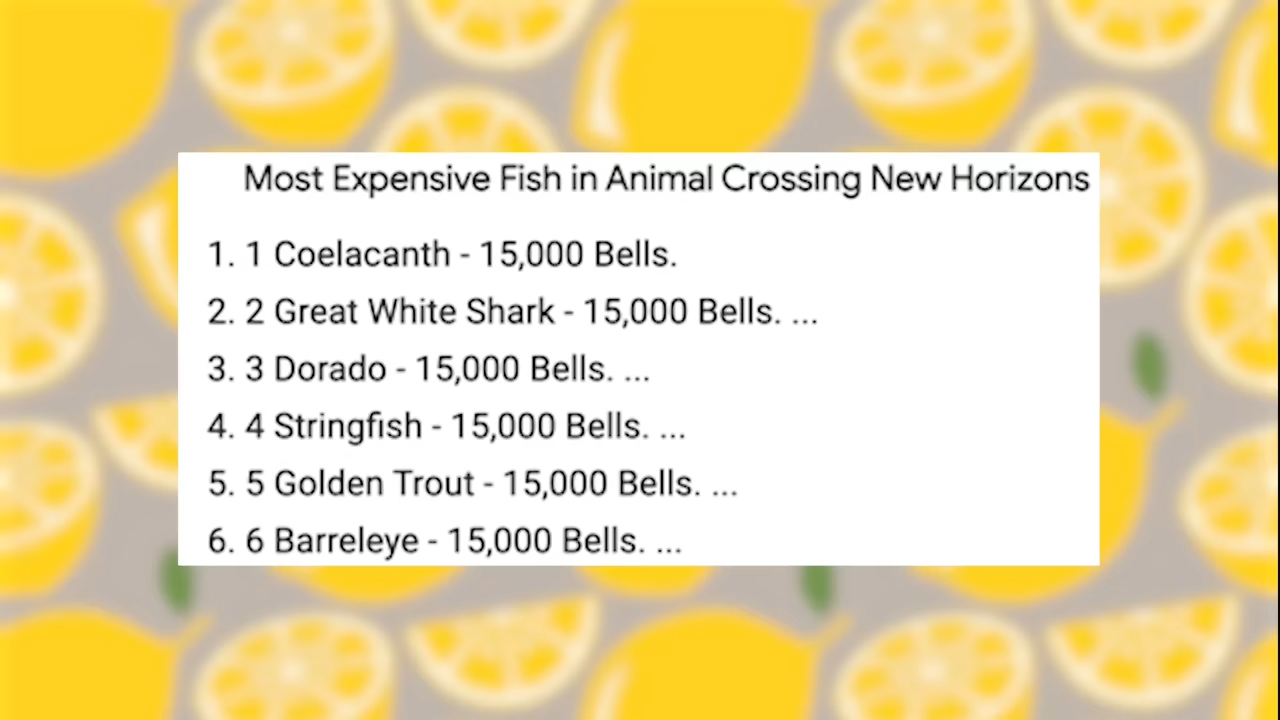 Most Expensive Fish in Animal Crossing New Horizons
1. 1 Coelacanth - 15,000 Bells.
2. 2 Great White Shark - 15,000 Bells. ...
3. 3 Dorado - 15,000 Bells. ...
4. 4 Stringfish - 15,000 Bells. ...
5. 5 Golden Trout - 15,000 Bells. ...
6. 6 Barreleye - 15,000 Bells. ...